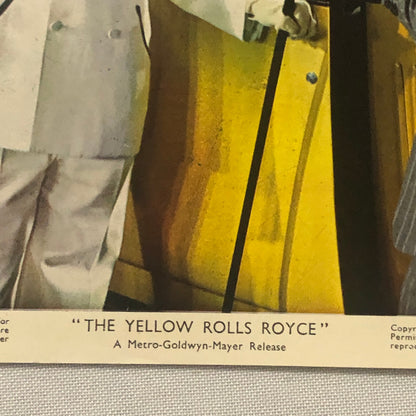 "THE YELLOW ROLLS ROYCE"
A Metro-Goldwyn-Mayer Release